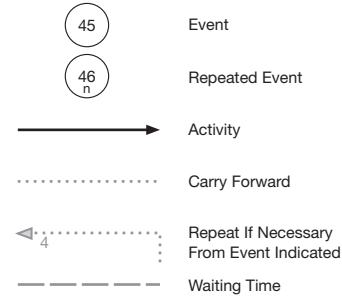 45 Event
46 Repeated Event
n
Activity
Carry Forward
4 Repeat If Necessary
From Event Indicated
Waiting Time